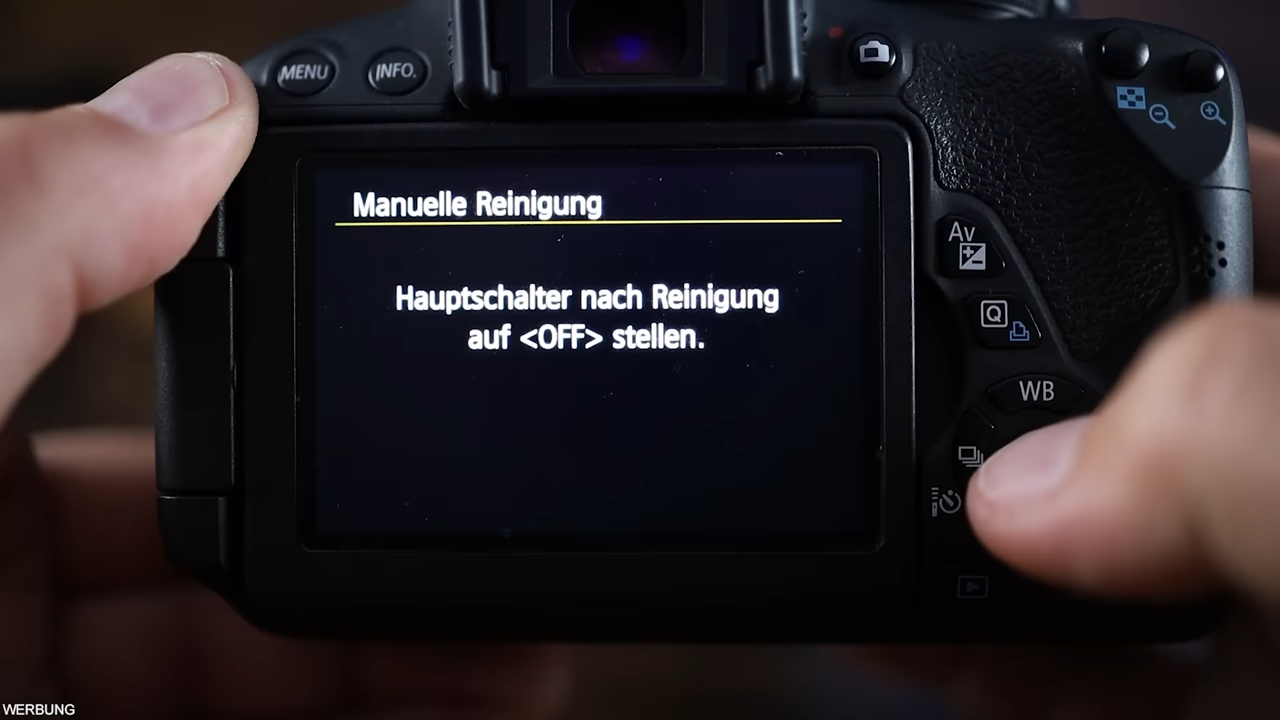 MENU
INFO.
Manuelle Reinigung
Hauptschalter nach Reinigung
auf <OFF> stellen.
Av
Q
WB
WERBUNG